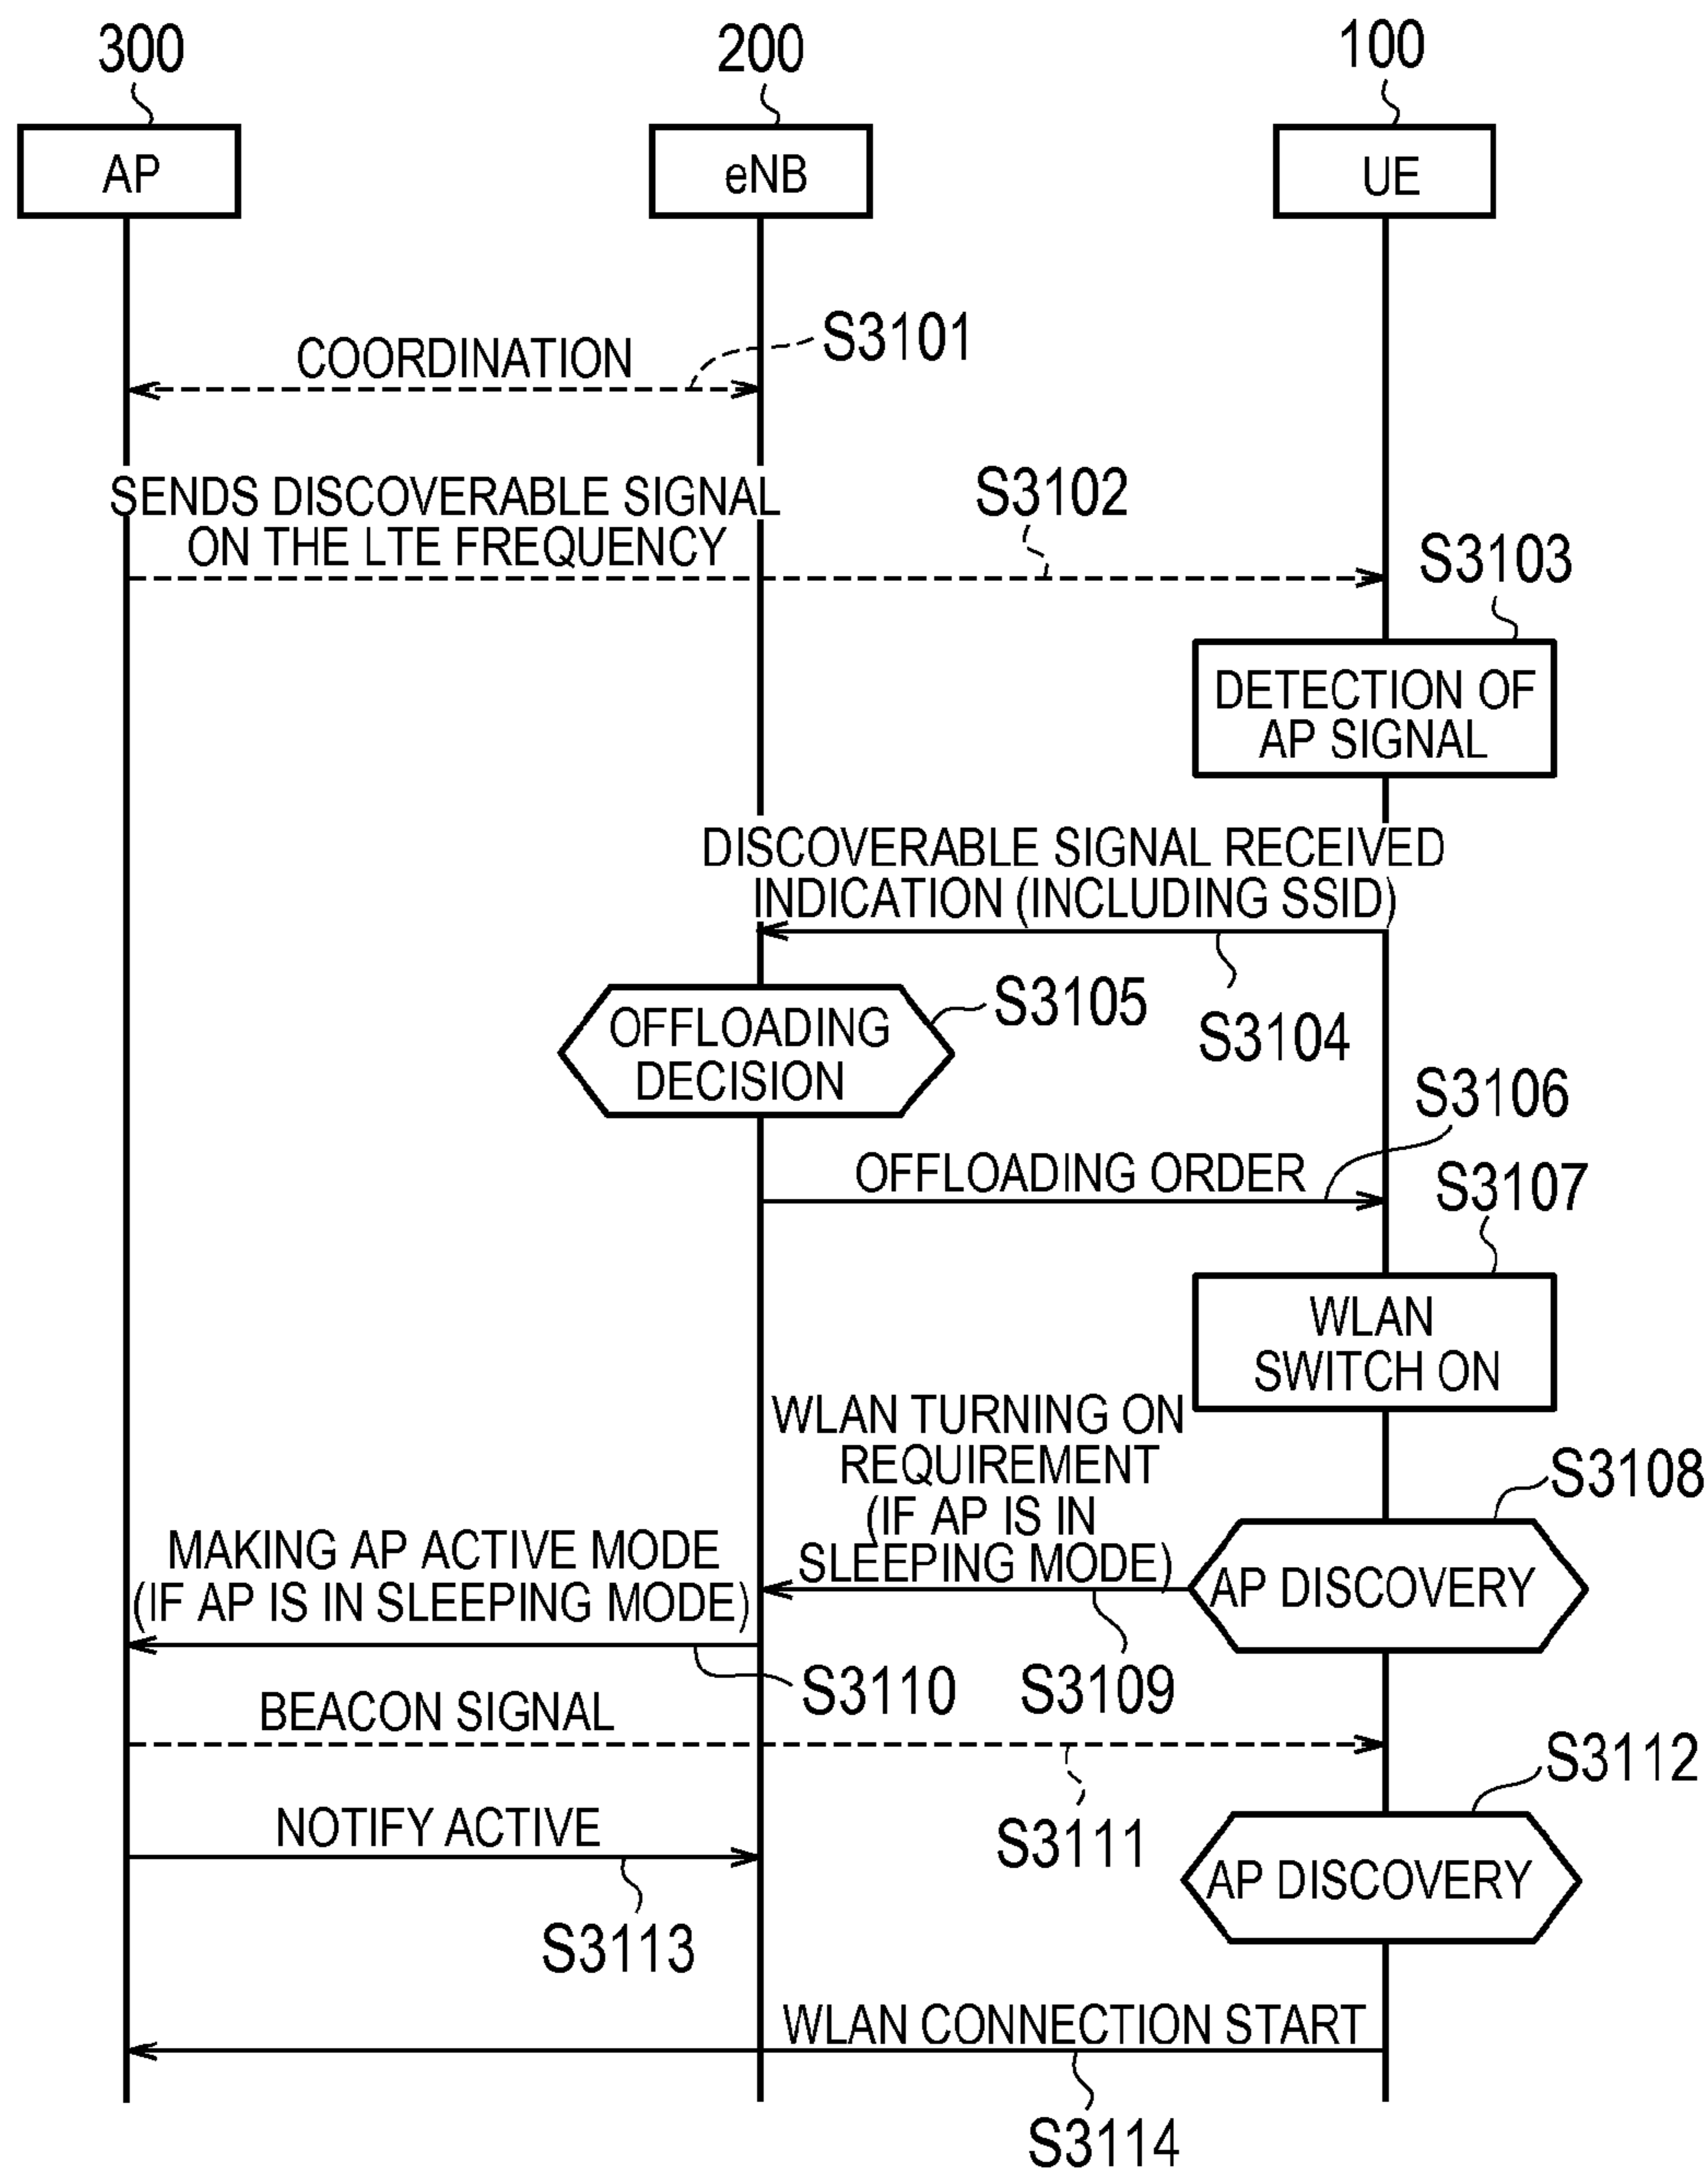 300
200
100
AP
eNB
UE
S3101
COORDINATION
SENDS DISCOVERABLE SIGNAL
ON THE LTE FREQUENCY
S3102
S3103
DETECTION OF
AP SIGNAL
DISCOVERABLE SIGNAL RECEIVED
INDICATION (INCLUDING SSID)
S3104
OFFLOADING
DECISION
S3105
S3106
OFFLOADING ORDER
S3107
WLAN
SWITCH ON
WLAN TURNING ON
REQUIREMENT
(IF AP IS IN
SLEEPING MODE)
S3108
AP DISCOVERY
MAKING AP ACTIVE MODE
(IF AP IS IN SLEEPING MODE)
S3109
S3110
BEACON SIGNAL
S3111
S3112
AP DISCOVERY
NOTIFY ACTIVE
S3113
WLAN CONNECTION START
S3114